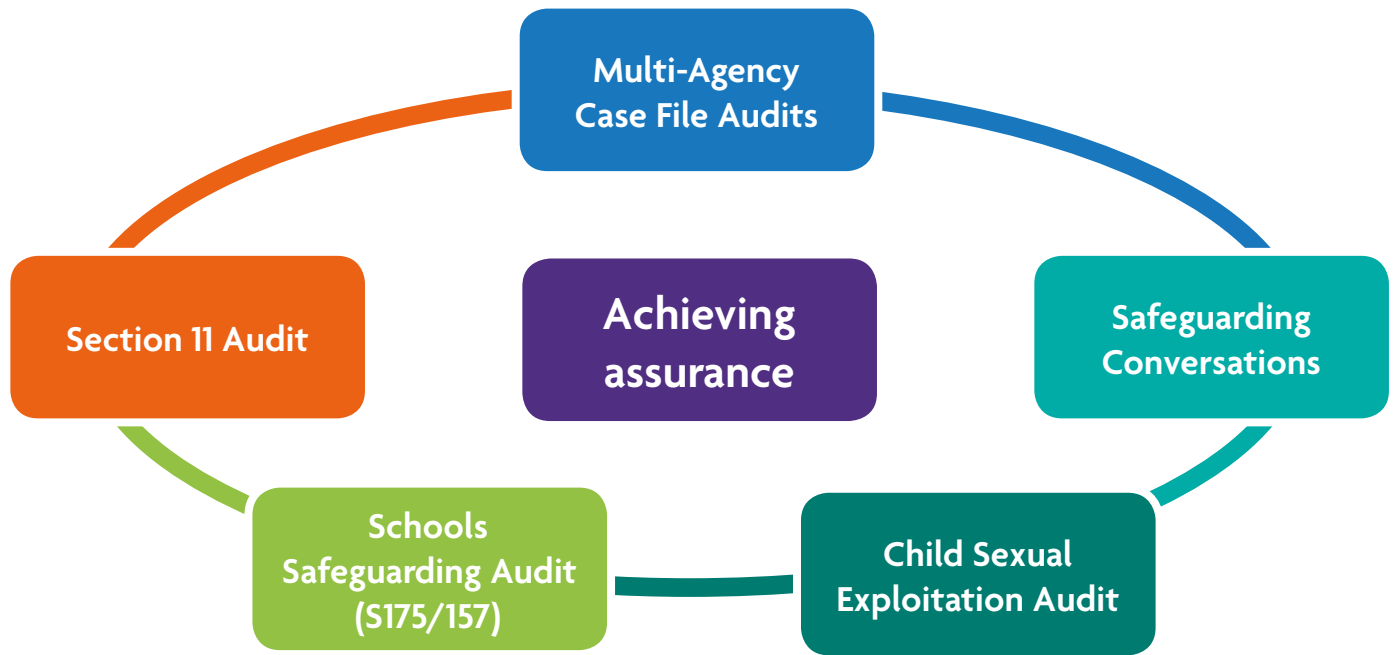 Multi-Agency
Case File Audits
Section 11 Audit
Achieving
assurance
Safeguarding
Conversations
Schools
Safeguarding Audit
(S175/157)
Child Sexual
Exploitation Audit